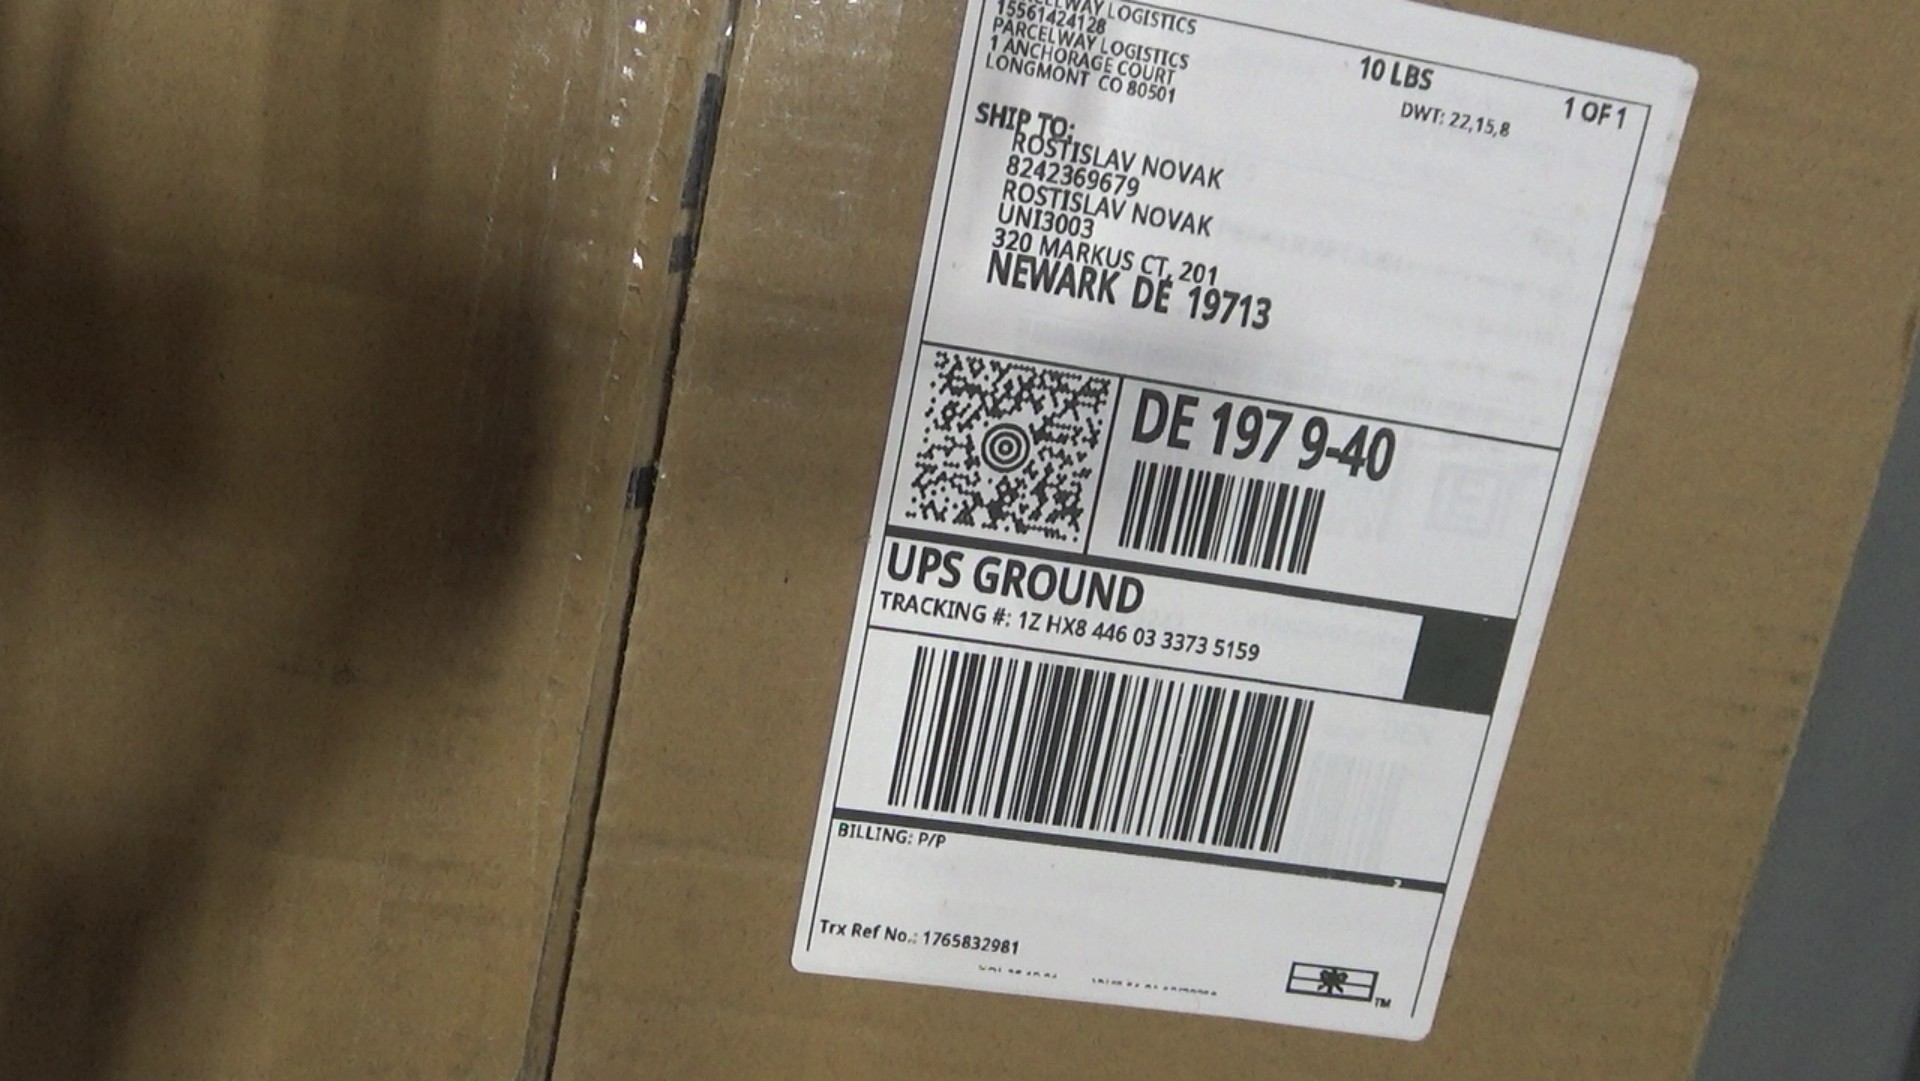 WAY LOGISTICS
15561424128
PARCELWAY LOGISTICS
1 ANCHORAGE COURT
LONGMONT CO 80501
10 LBS
1 OF 1
DWT: 22,15,8
SHIP TO:
ROSTISLAV NOVAK
8242369679
ROSTISLAV NOVAK
UNI3003
320 MARKUS CT, 201
NEWARK DE 19713
DE 197 9-40
UPS GROUND
TRACKING #: 1Z HX8 446 03 3373 5159
BILLING: P/P
Trx Ref No.: 1765832981
TM